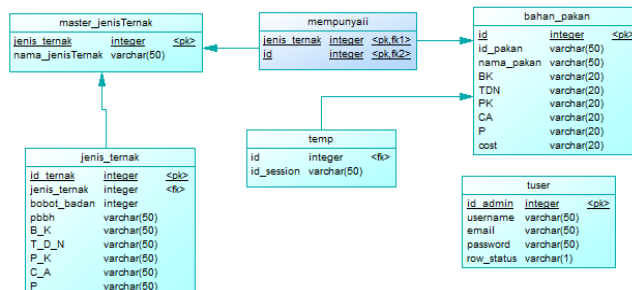 master_jenisTernak
jenis_ternak integer <pk>
nama_jenisTernak varchar(50)
mempunyaii
jenis_ternak integer <pk,fk1>
id integer <pk,fk2>
bahan_pakan
id integer <pk>
id_pakan varchar(50)
nama_pakan varchar(50)
BK varchar(20)
TDN varchar(20)
PK varchar(20)
CA varchar(20)
P varchar(20)
cost varchar(20)
temp
id integer <fk>
id_session varchar(50)
jenis_ternak
id_ternak integer <pk>
jenis_ternak integer <fk>
bobot_badan integer
pbbh varchar(50)
B_K varchar(50)
T_D_N varchar(50)
P_K varchar(50)
C_A varchar(50)
P varchar(50)
tuser
id_admin integer <pk>
username varchar(50)
email varchar(50)
password varchar(50)
row_status varchar(1)